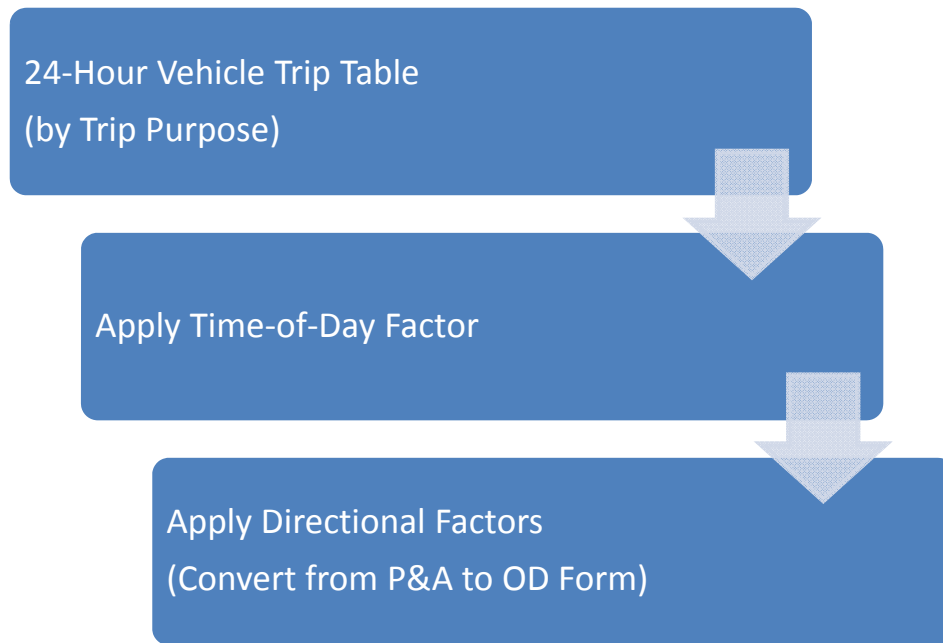 24-Hour Vehicle Trip Table
(by Trip Purpose)
Apply Time-of-Day Factor
Apply Directional Factors
(Convert from P&A to OD Form)